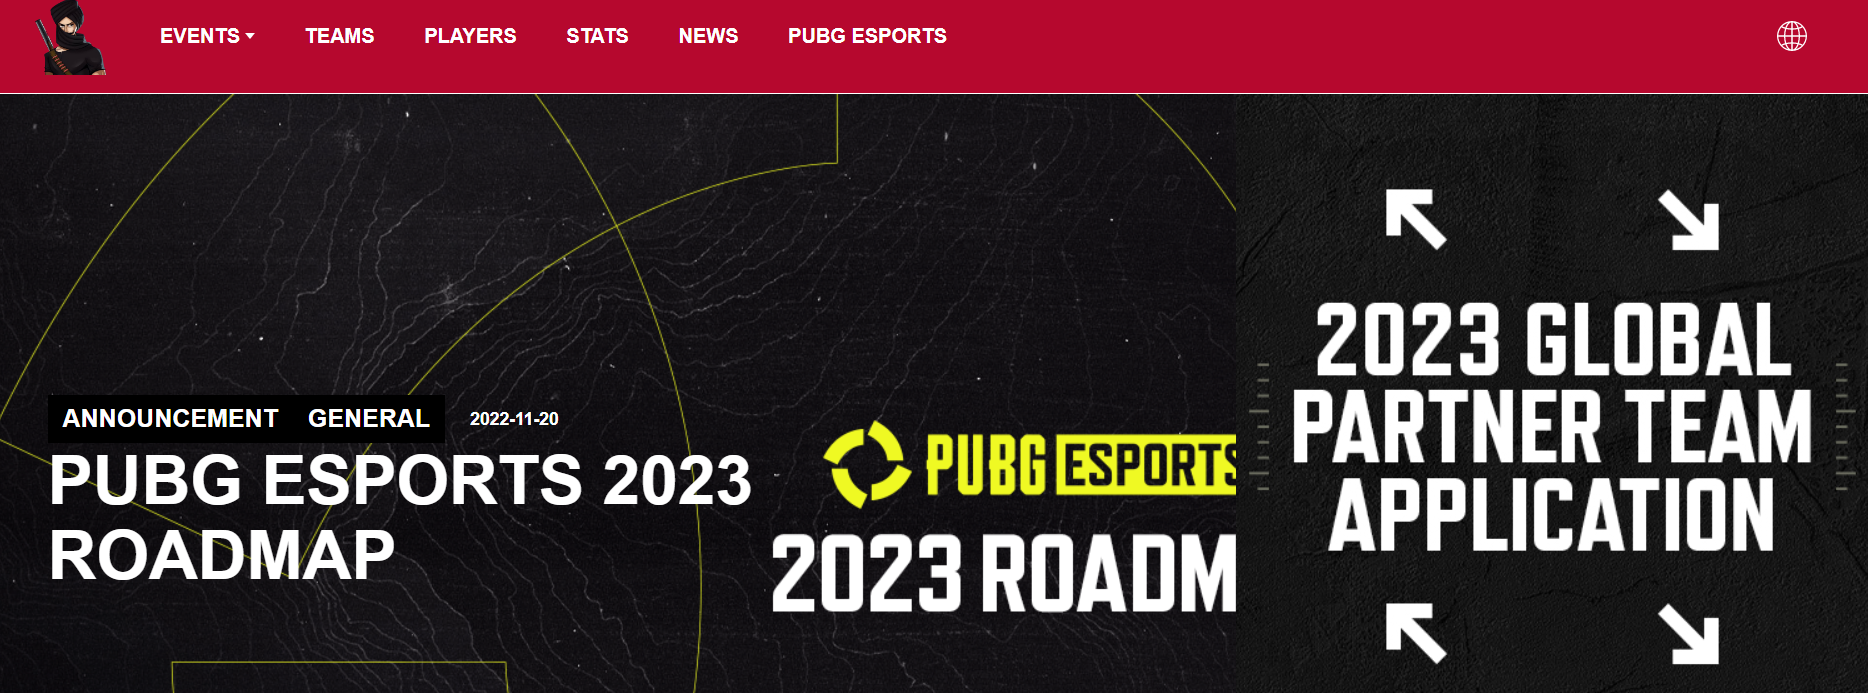 EVENTS TEAMS PLAYERS STATS NEWS PUBG ESPORTS
ANNOUNCEMENT GENERAL 2022-11-20
PUBG ESPORTS 2023
ROADMAP
PUBG ESPORTS
2023 ROADM
2023 GLOBAL
PARTNER TEAM
APPLICATION